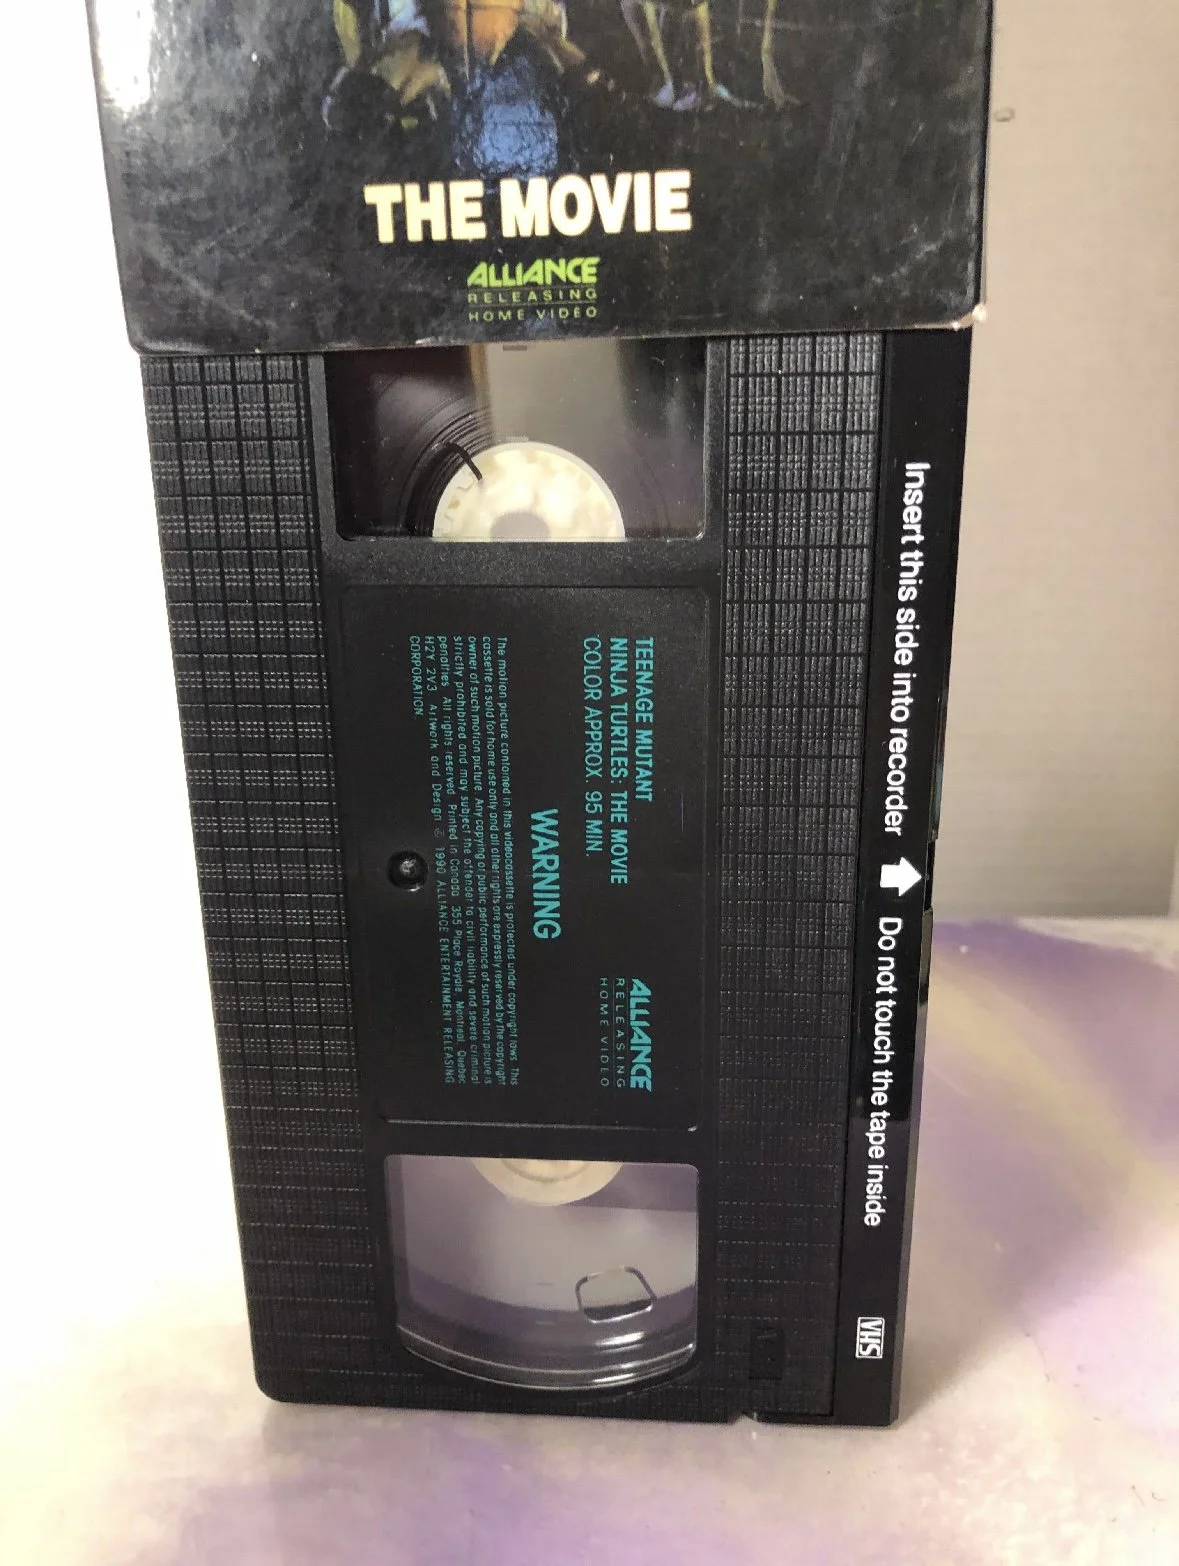 THE MOVIE
ALLIANCE
RELEASING
HOME VIDEO
Insert this side into recorder Do not touch the tape inside
VHS
TEENAGE MUTANT
NINJA TURTLES: THE MOVIE
COLOR APPROX. 95 MIN.
ALLIANCE
RELEASING
HOME VIDEO
WARNING
The motion picture contained in this videocassette is protected under copyright laws. This
cassette is sold for home use only and all other rights are expressly reserved by the copyright
owner of such motion picture. Any copying or public performance of such motion picture is
strictly prohibited and may subject the offender to civil liability and severe criminal
penalties. All rights reserved. Printed in Canada. 355 Place Royale, Montreal, Quebec
H2Y 2V3. Artwork and Design © 1990 ALLIANCE ENTERTAINMENT RELEASING
CORPORATION.